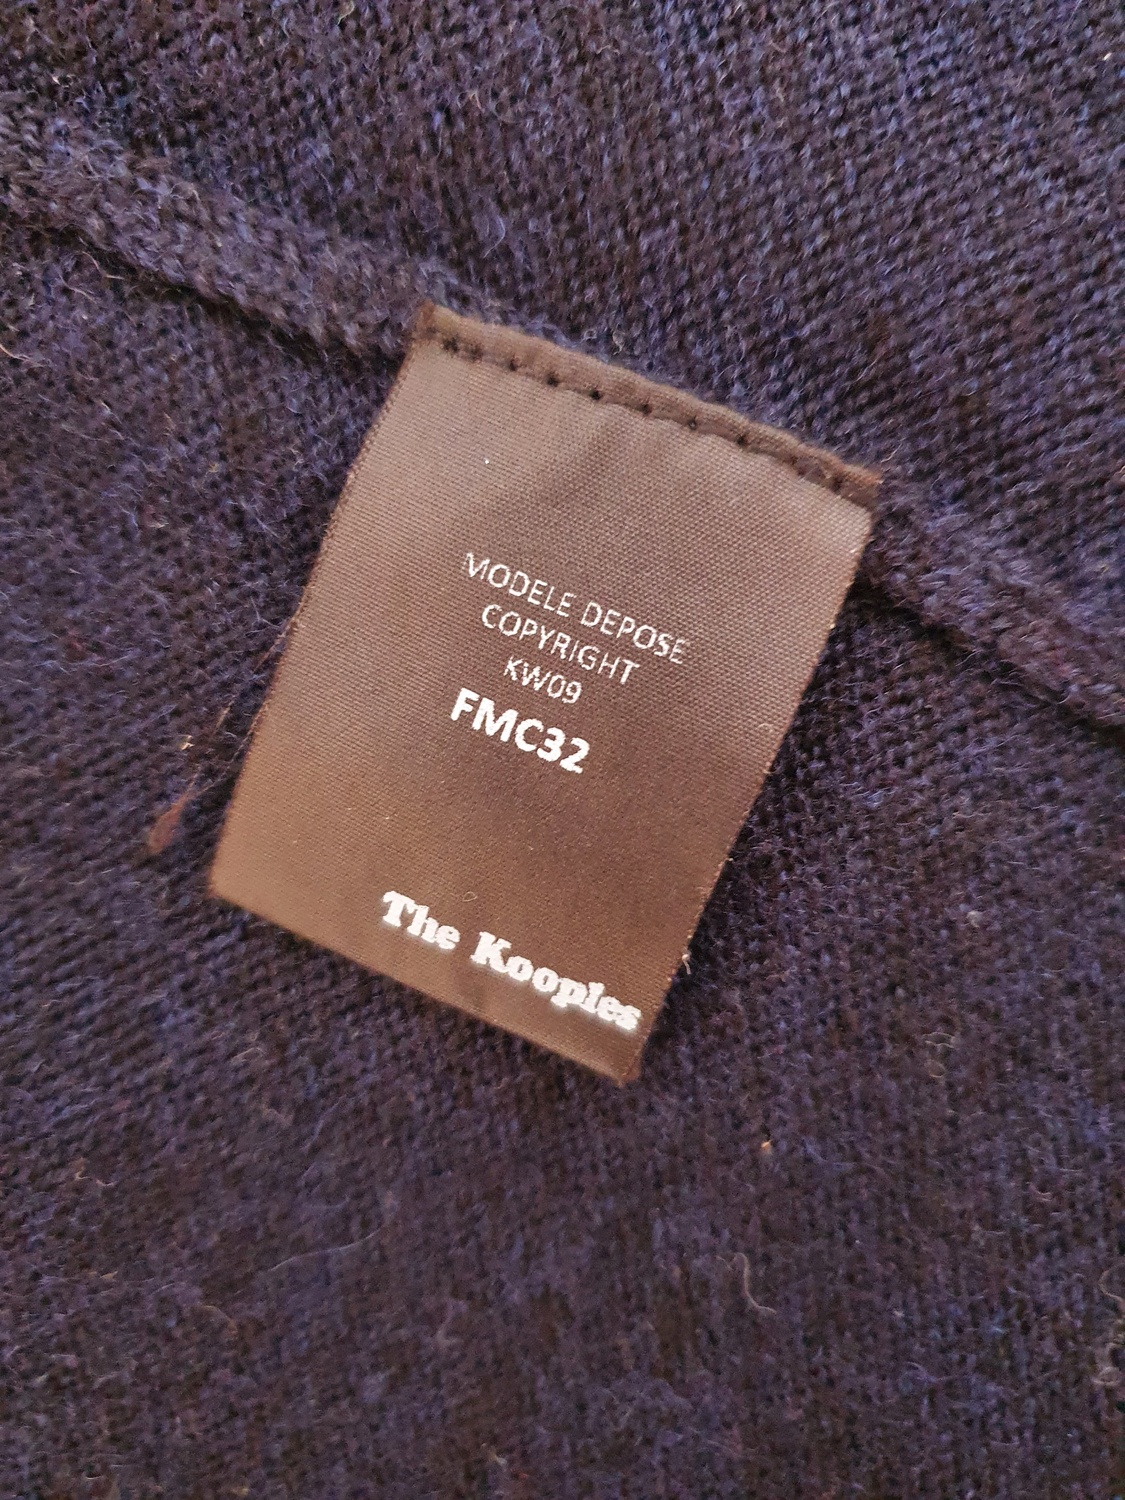 MODELE DEPOSE
COPYRIGHT
KW09
FMC32
The Kooples